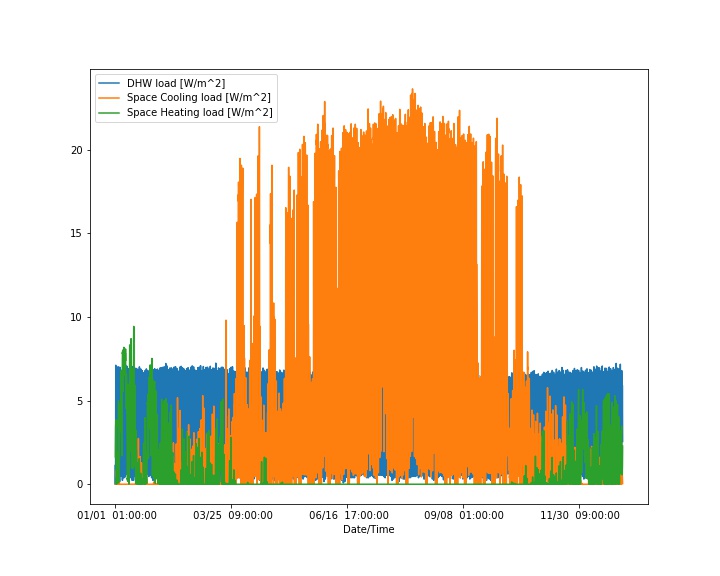 DHW load [W/m^2]
Space Cooling load [W/m^2]
Space Heating load [W/m^2]
20
15
10
5
0
01/01 01:00:00
03/25 09:00:00
06/16 17:00:00
09/08 01:00:00
11/30 09:00:00
Date/Time